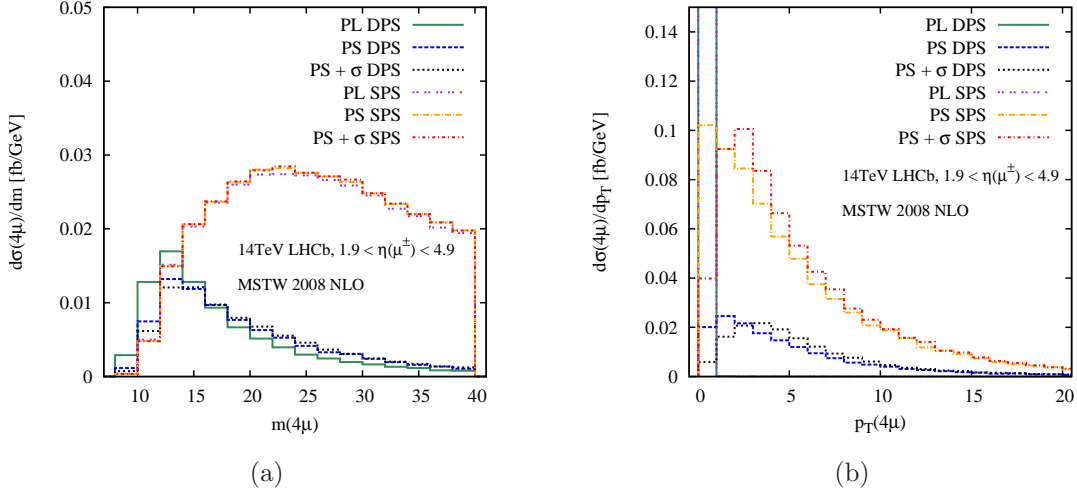 0.05
0.04
0.03
0.02
0.01
0
10
15
20
25
30
35
40
dσ(4μ)/dm [fb/GeV]
m(4μ)
PL DPS
PS DPS
PS + σ DPS
PL SPS
PS SPS
PS + σ SPS
14TeV LHCb, 1.9 < η(μ±) < 4.9
MSTW 2008 NLO
(a)
0.14
0.12
0.1
0.08
0.06
0.04
0.02
0
0
5
10
15
20
dσ(4μ)/dpT [fb/GeV]
pT(4μ)
PL DPS
PS DPS
PS + σ DPS
PL SPS
PS SPS
PS + σ SPS
14TeV LHCb, 1.9 < η(μ±) < 4.9
MSTW 2008 NLO
(b)